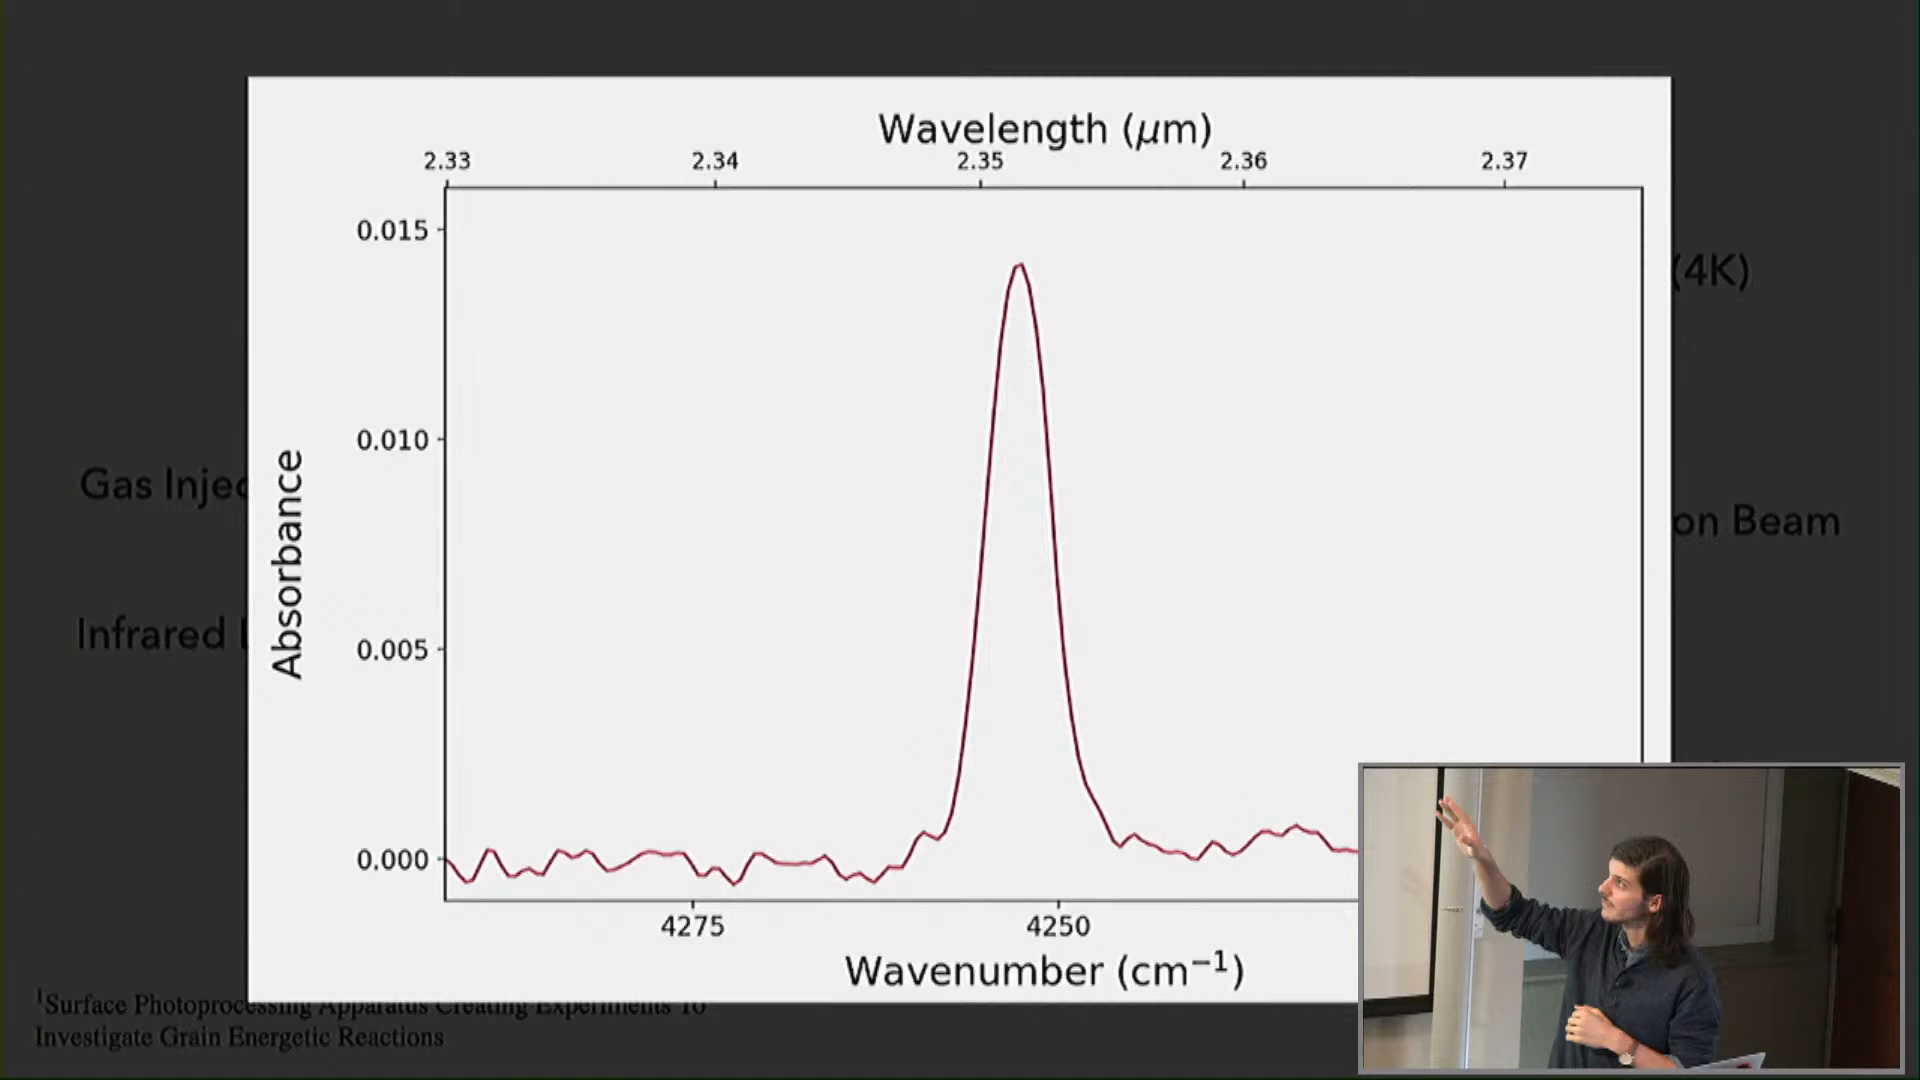 Wavelength (μm)
2.33 2.34 2.35 2.36 2.37
0.015
(4K)
0.010
Gas Injec
Absorbance
on Beam
Infrared
0.005
0.000
4275 4250
Wavenumber (cm⁻¹)
¹Surface Photoprocessing Apparatus Creating Experiments To
Investigate Grain Energetic Reactions